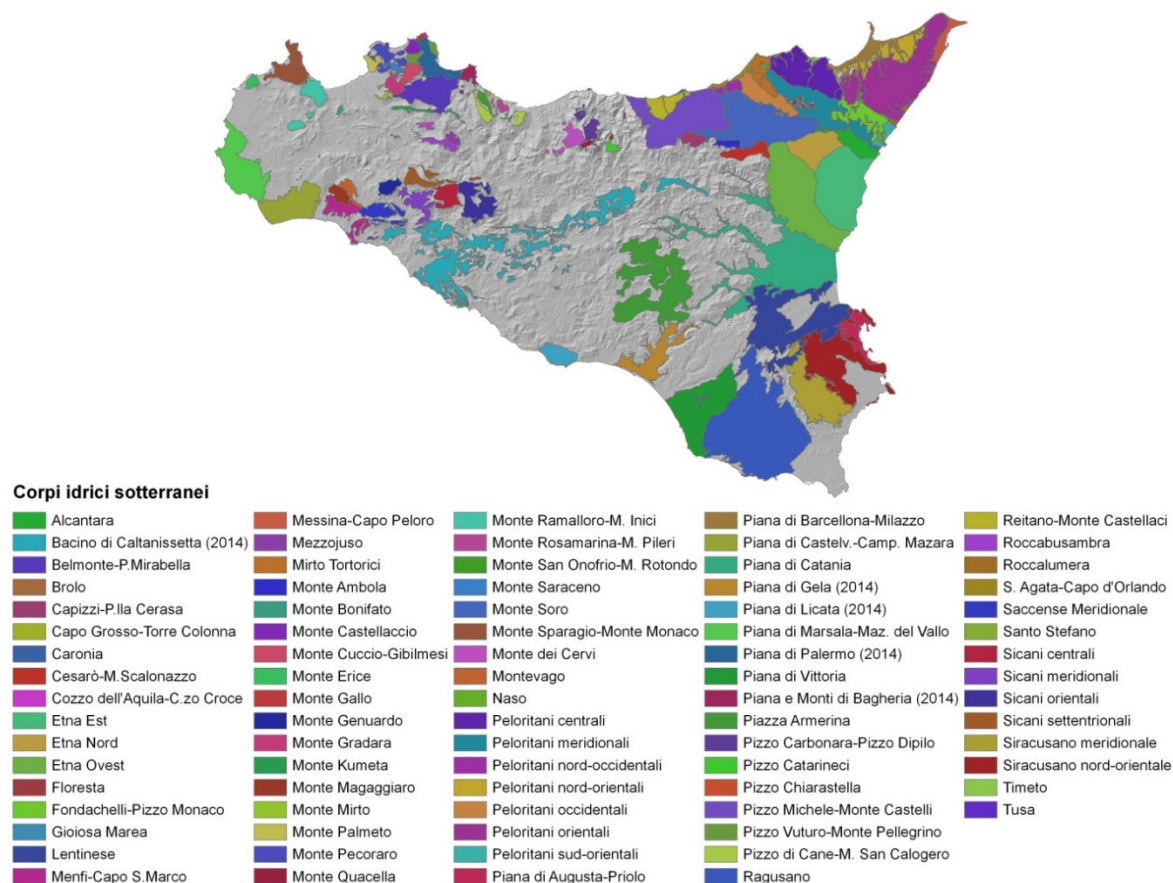 Corpi idrici sotterranei
Alcantara
Bacino di Caltanissetta (2014)
Belmonte-P.Mirabella
Brolo
Capizzi-P.lla Cerasa
Capo Grosso-Torre Colonna
Caronia
Cesarò-M.Scalonazzo
Cozzo dell'Aquila-C.zo Croce
Etna Est
Etna Nord
Etna Ovest
Floresta
Fondachelli-Pizzo Monaco
Gioiosa Marea
Lentinese
Menfi-Capo S.Marco
Messina-Capo Peloro
Mezzojuso
Mirto Tortorici
Monte Ambola
Monte Bonifato
Monte Castellaccio
Monte Cuccio-Gibilmesi
Monte Erice
Monte Gallo
Monte Genuardo
Monte Gradara
Monte Kumeta
Monte Magaggiaro
Monte Mirto
Monte Palmeto
Monte Pecoraro
Monte Quacella
Monte Ramalloro-M. Inici
Monte Rosamarina-M. Pileri
Monte San Onofrio-M. Rotondo
Monte Saraceno
Monte Soro
Monte Sparagio-Monte Monaco
Monte dei Cervi
Montevago
Naso
Peloritani centrali
Peloritani meridionali
Peloritani nord-occidentali
Peloritani nord-orientali
Peloritani occidentali
Peloritani orientali
Peloritani sud-orientali
Piana di Augusta-Priolo
Piana di Barcellona-Milazzo
Piana di Castelv.-Camp. Mazara
Piana di Catania
Piana di Gela (2014)
Piana di Licata (2014)
Piana di Marsala-Maz. del Vallo
Piana di Palermo (2014)
Piana di Vittoria
Piana e Monti di Bagheria (2014)
Piazza Armerina
Pizzo Carbonara-Pizzo Dipilo
Pizzo Catarineci
Pizzo Chiarastella
Pizzo Michele-Monte Castelli
Pizzo Vuturo-Monte Pellegrino
Pizzo di Cane-M. San Calogero
Ragusano
Reitano-Monte Castellaci
Roccabusambra
Roccalumera
S. Agata-Capo d'Orlando
Saccense Meridionale
Santo Stefano
Sicani centrali
Sicani meridionali
Sicani orientali
Sicani settentrionali
Siracusano meridionale
Siracusano nord-orientale
Timeto
Tusa